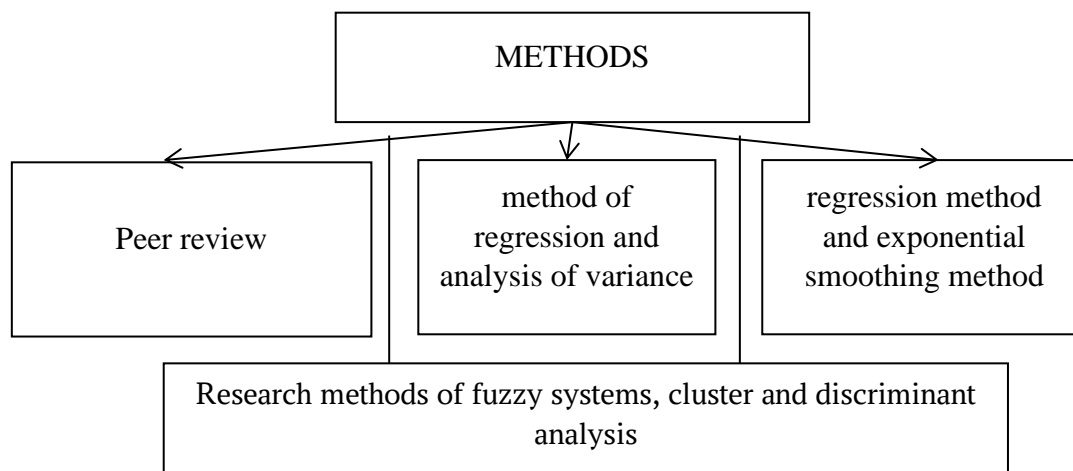 METHODS
Peer review
method of
regression and
analysis of variance
regression method
and exponential
smoothing method
Research methods of fuzzy systems, cluster and discriminant
analysis